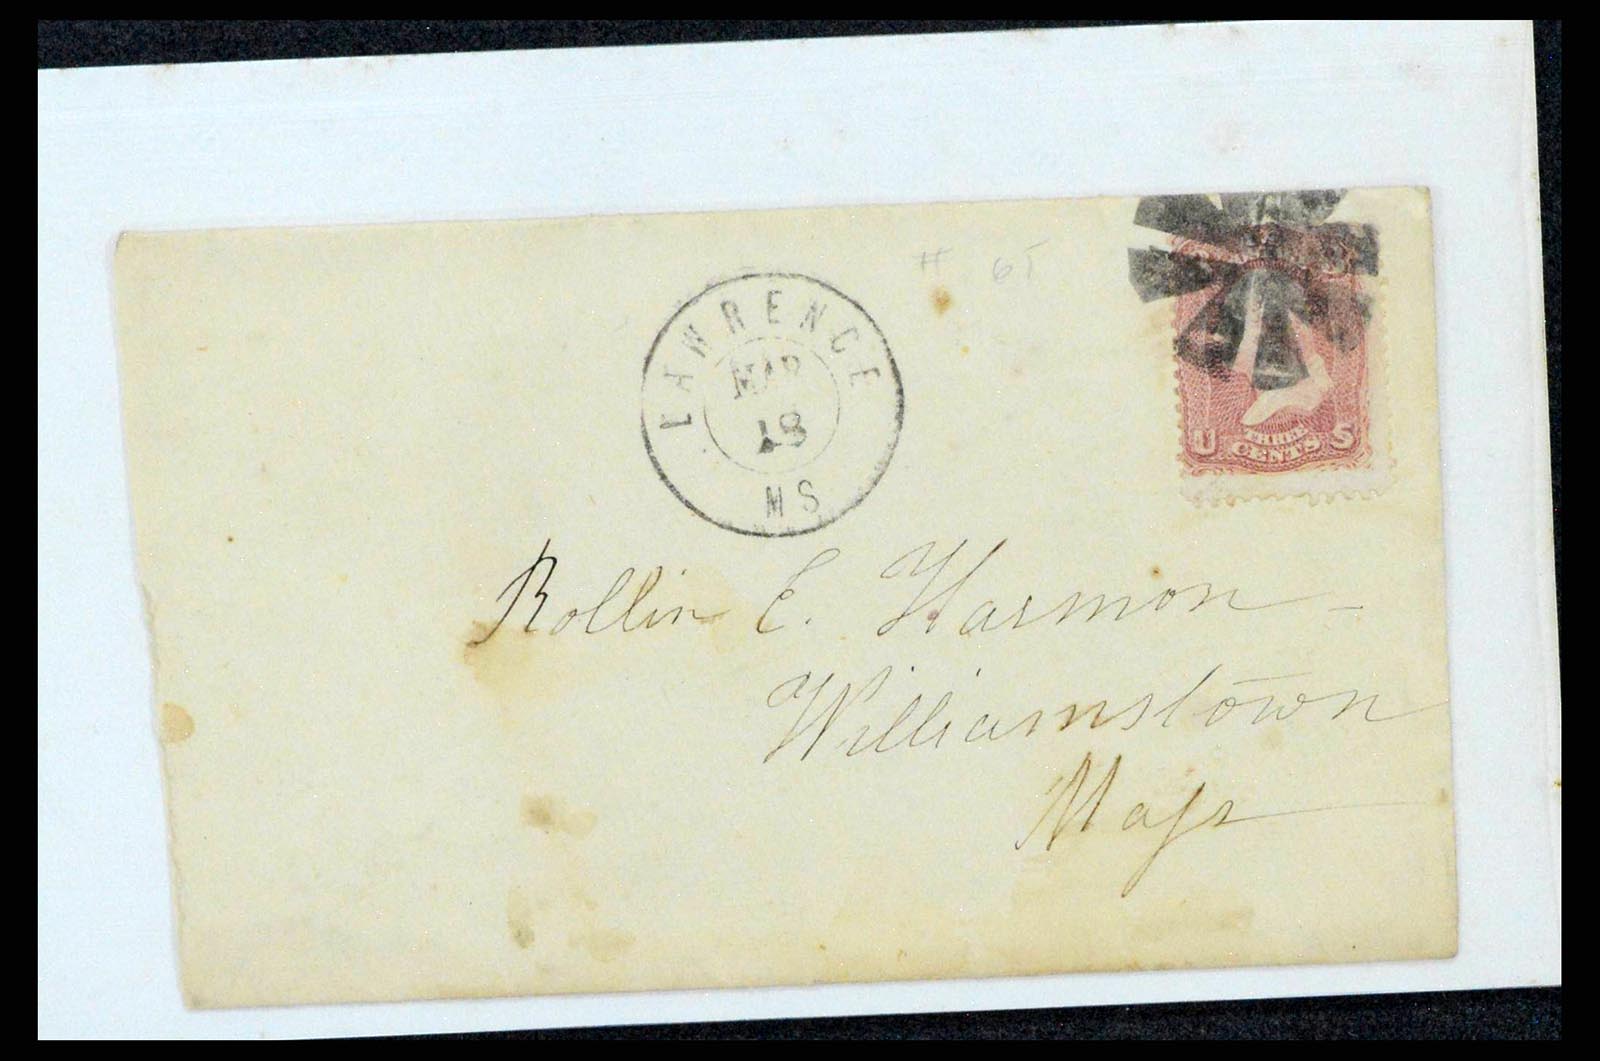 # 65
LAWRENCE
MAR
18
MS
U THREE S
CENTS
Rollin E. Harmon
Williamstown
Mass